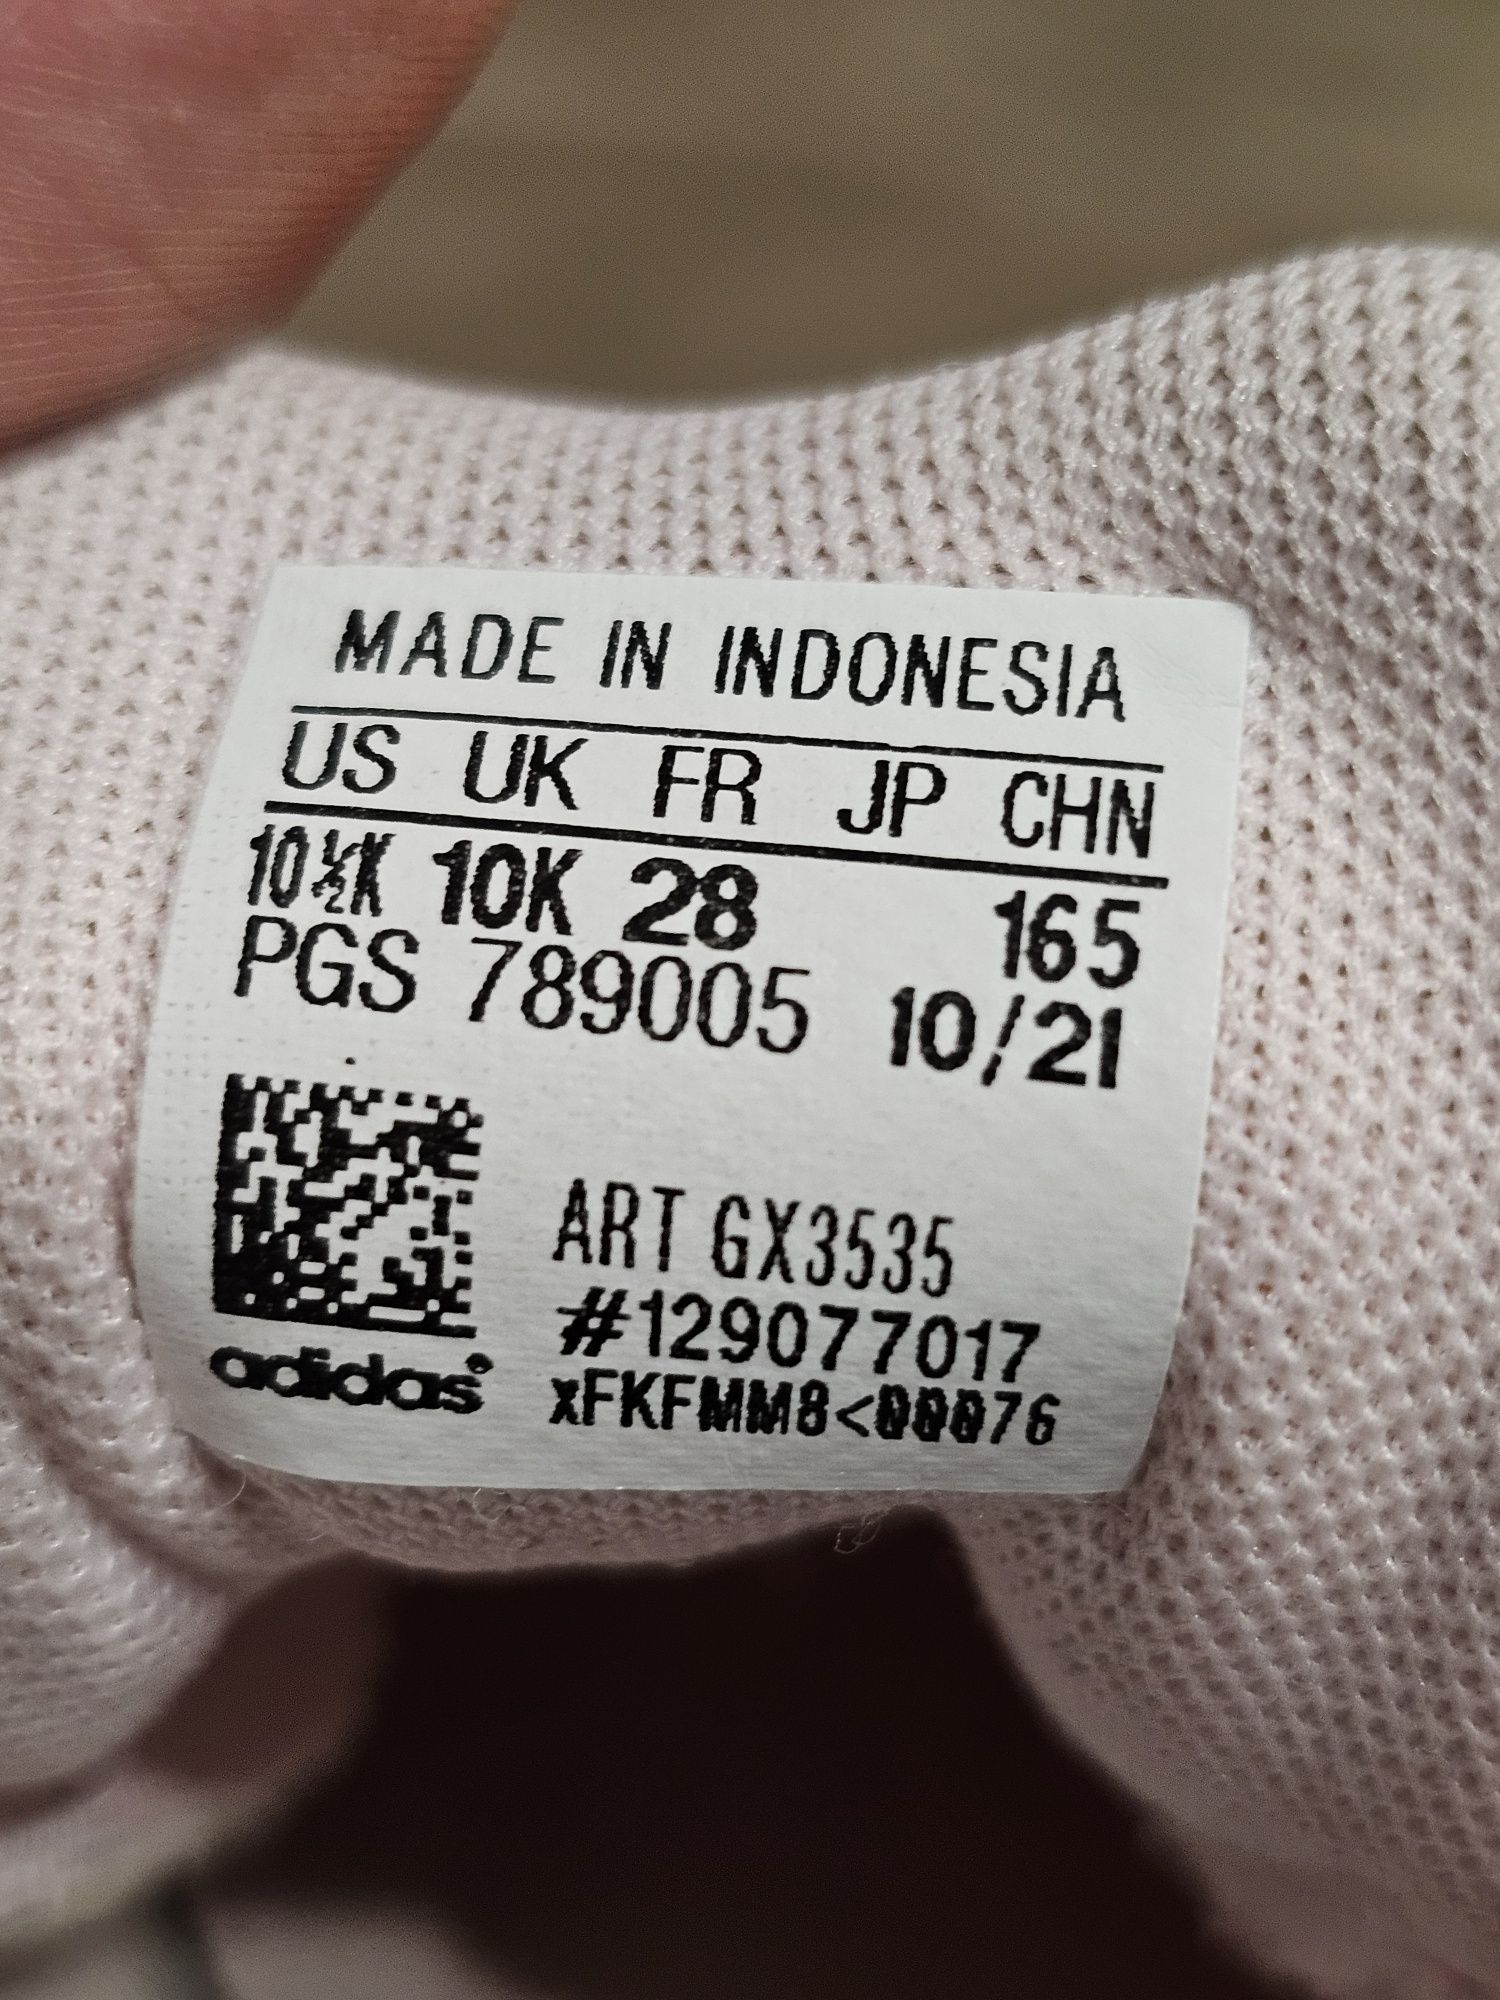 MADE IN INDONESIA
US UK FR JP CHN
10½K 10K 28 165
PGS 789005 10/21
ART GX3535
#129077017
xFKFMM8<00076
adidas®